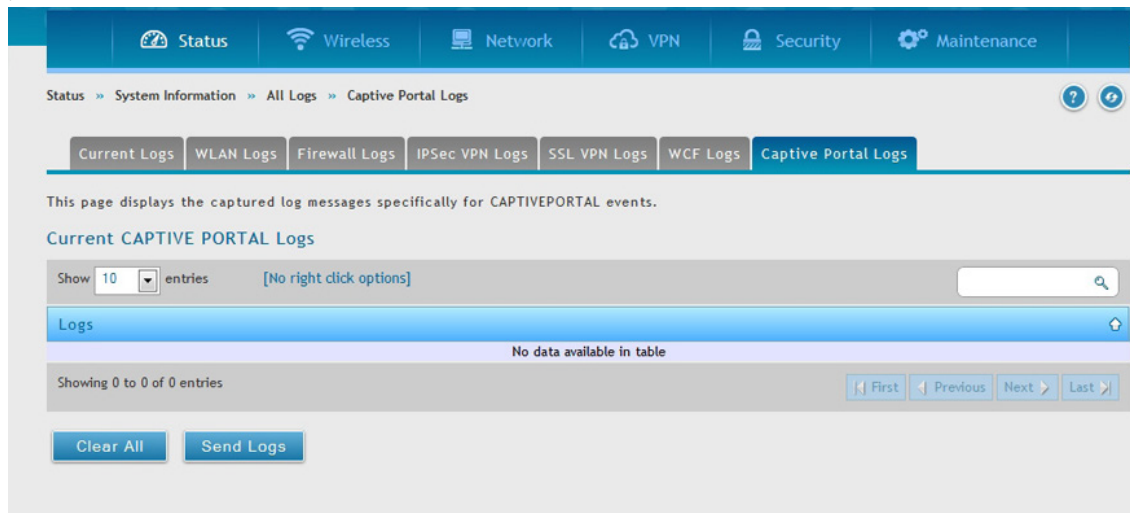 Status Wireless Network VPN Security Maintenance
Status » System Information » All Logs » Captive Portal Logs
?
Current Logs WLAN Logs Firewall Logs IPSec VPN Logs SSL VPN Logs WCF Logs Captive Portal Logs
This page displays the captured log messages specifically for CAPTIVEPORTAL events.
Current CAPTIVE PORTAL Logs
Show 10 entries [No right click options]
Logs
No data available in table
Showing 0 to 0 of 0 entries First Previous Next Last
Clear All Send Logs